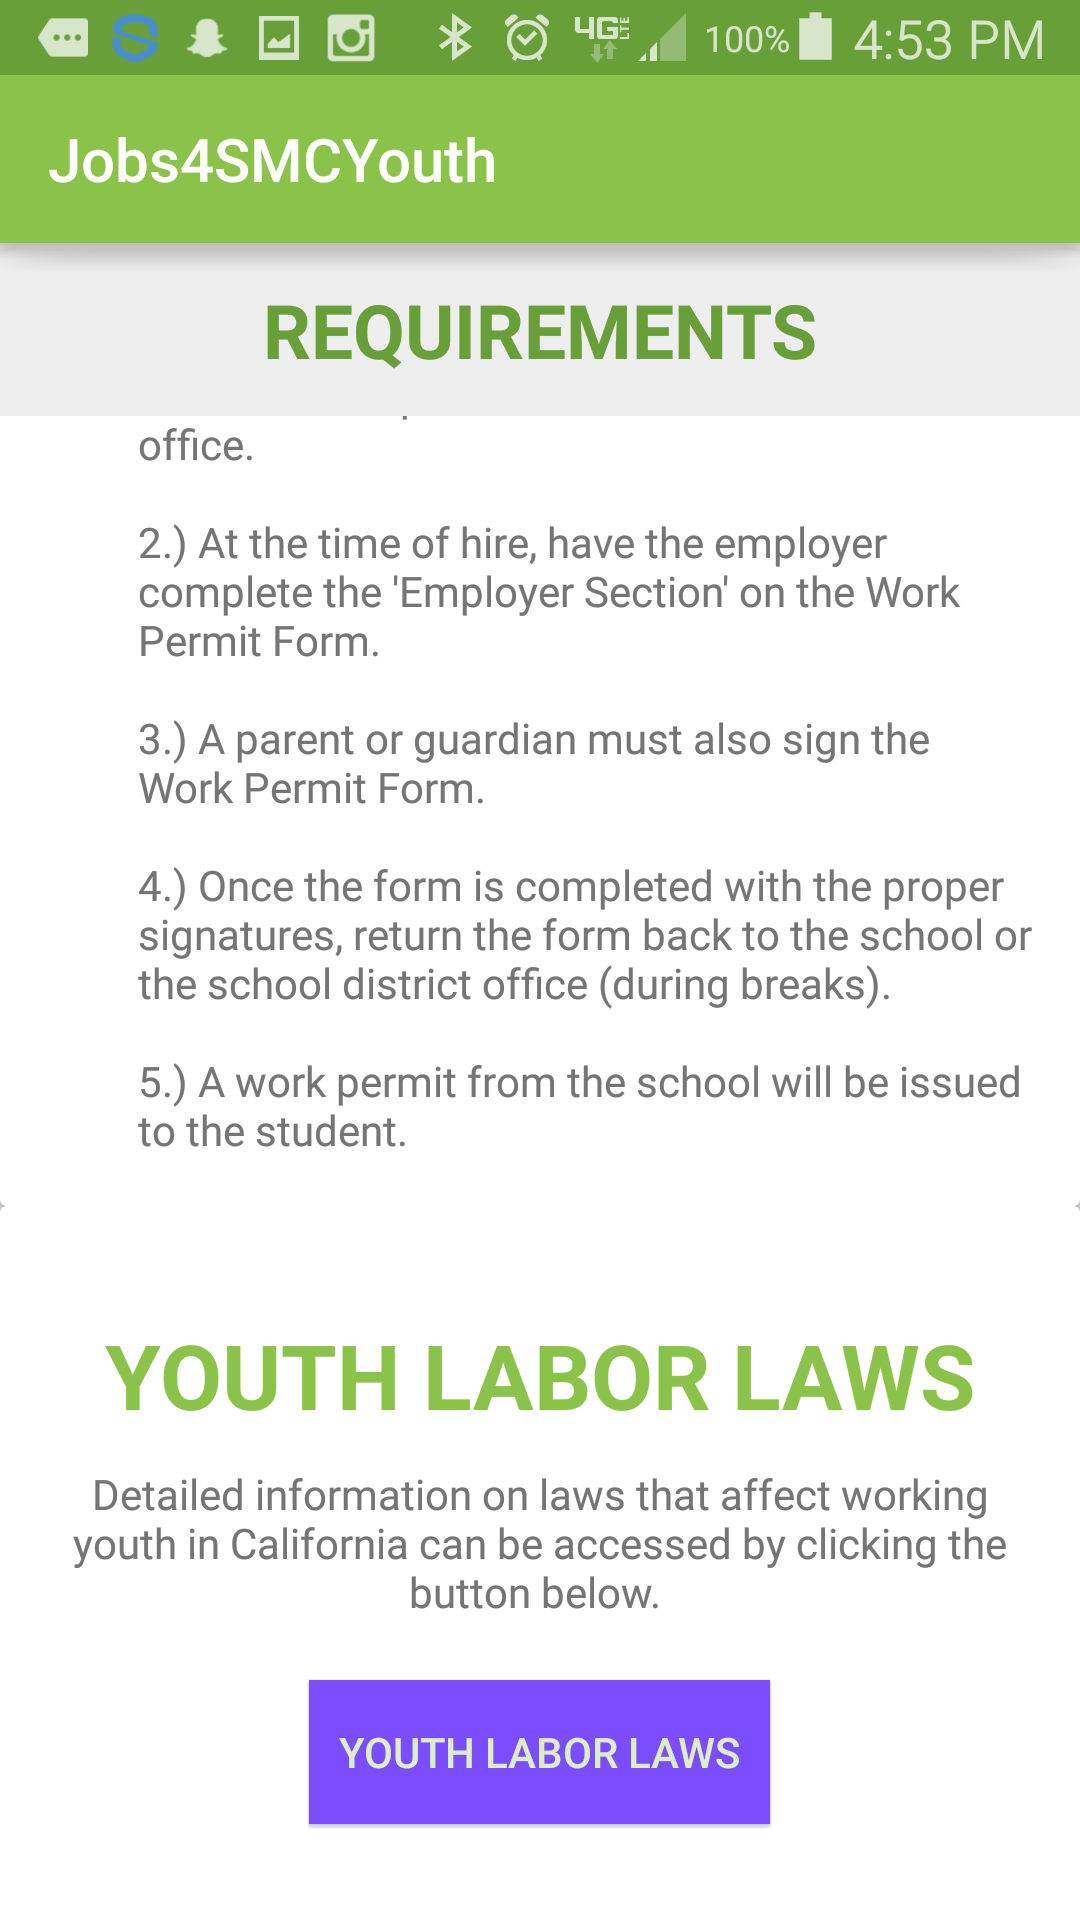 4G LTE 100% 4:53 PM
Jobs4SMCYouth
REQUIREMENTS
office.
2.) At the time of hire, have the employer
complete the 'Employer Section' on the Work
Permit Form.
3.) A parent or guardian must also sign the
Work Permit Form.
4.) Once the form is completed with the proper
signatures, return the form back to the school or
the school district office (during breaks).
5.) A work permit from the school will be issued
to the student.
YOUTH LABOR LAWS
Detailed information on laws that affect working
youth in California can be accessed by clicking the
button below.
YOUTH LABOR LAWS